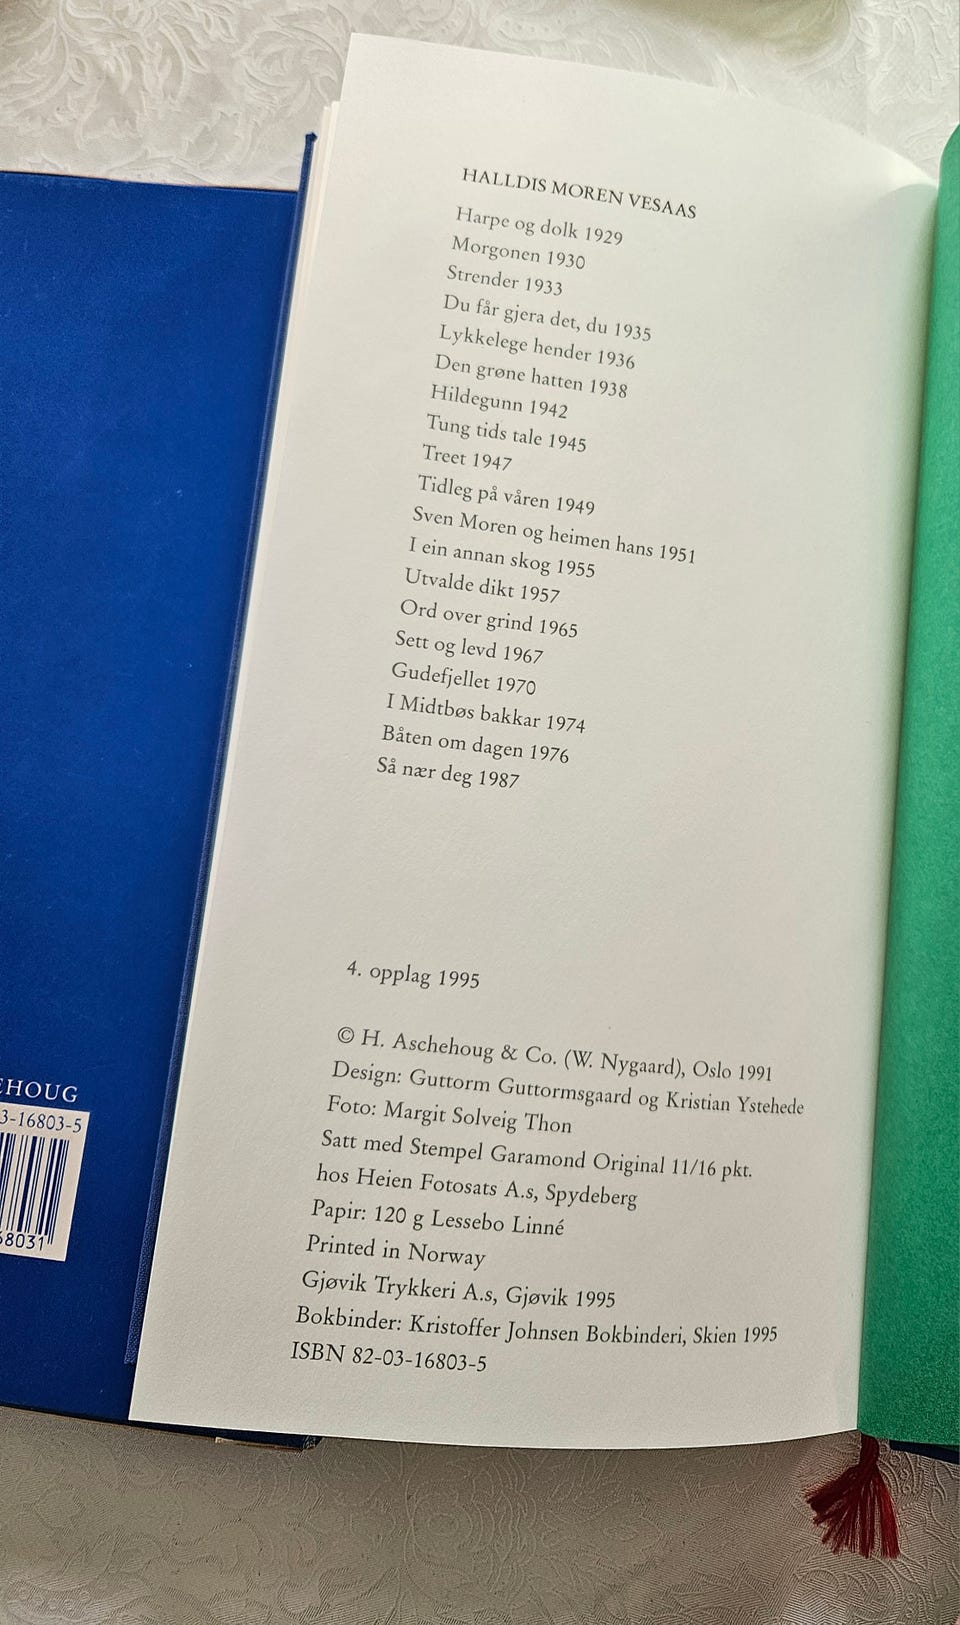 HALLDIS MOREN VESAAS
Harpe og dolk 1929
Morgonen 1930
Strender 1933
Du får gjera det, du 1935
Lykkelege hender 1936
Den grøne hatten 1938
Hildegunn 1942
Tung tids tale 1945
Treet 1947
Tidleg på våren 1949
Sven Moren og heimen hans 1951
I ein annan skog 1955
Utvalde dikt 1957
Ord over grind 1965
Sett og levd 1967
Gudefjellet 1970
I Midtbøs bakkar 1974
Båten om dagen 1976
Så nær deg 1987
4. opplag 1995
© H. Aschehoug & Co. (W. Nygaard), Oslo 1991
Design: Guttorm Guttormsgaard og Kristian Ystehede
Foto: Margit Solveig Thon
Satt med Stempel Garamond Original 11/16 pkt.
hos Heien Fotosats A.s, Spydeberg
Papir: 120 g Lessebo Linné
Printed in Norway
Gjøvik Trykkeri A.s, Gjøvik 1995
Bokbinder: Kristoffer Johnsen Bokbinderi, Skien 1995
ISBN 82-03-16803-5
EHOUG
3-16803-5
68031